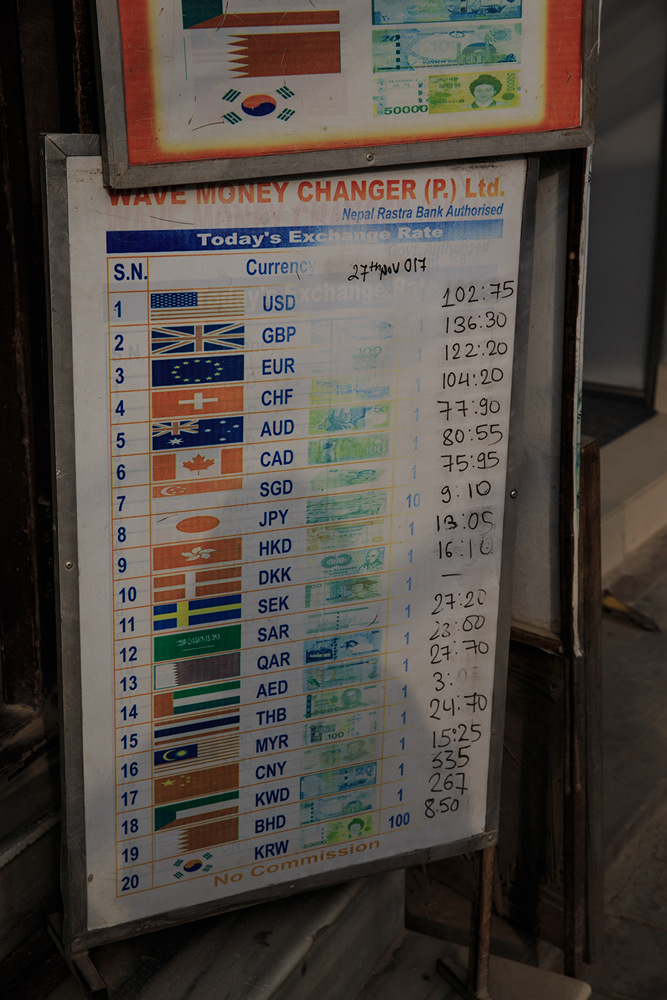 50000
WAVE MONEY CHANGER (P.) Ltd.
Nepal Rastra Bank Authorised
Today's Exchange Rate
S.N. Currency 27th Nov 017
1 USD 102:75
2 GBP 1 136:30
3 EUR 1 122:20
4 CHF 1 104:20
5 AUD 1 77:90
6 CAD 1 80:55
7 SGD 1 75:95
8 JPY 10 9:10
9 HKD 1 13:05
10 DKK 1 16:10
11 SEK 1 —
12 SAR 1 27:20
13 QAR 1
14 AED 1 27:70
15 THB 1 3:
16 MYR 1 24:70
17 CNY 1 15:25
18 KWD 1 335
19 BHD 1 267
20 KRW 100 8.50
No Commission